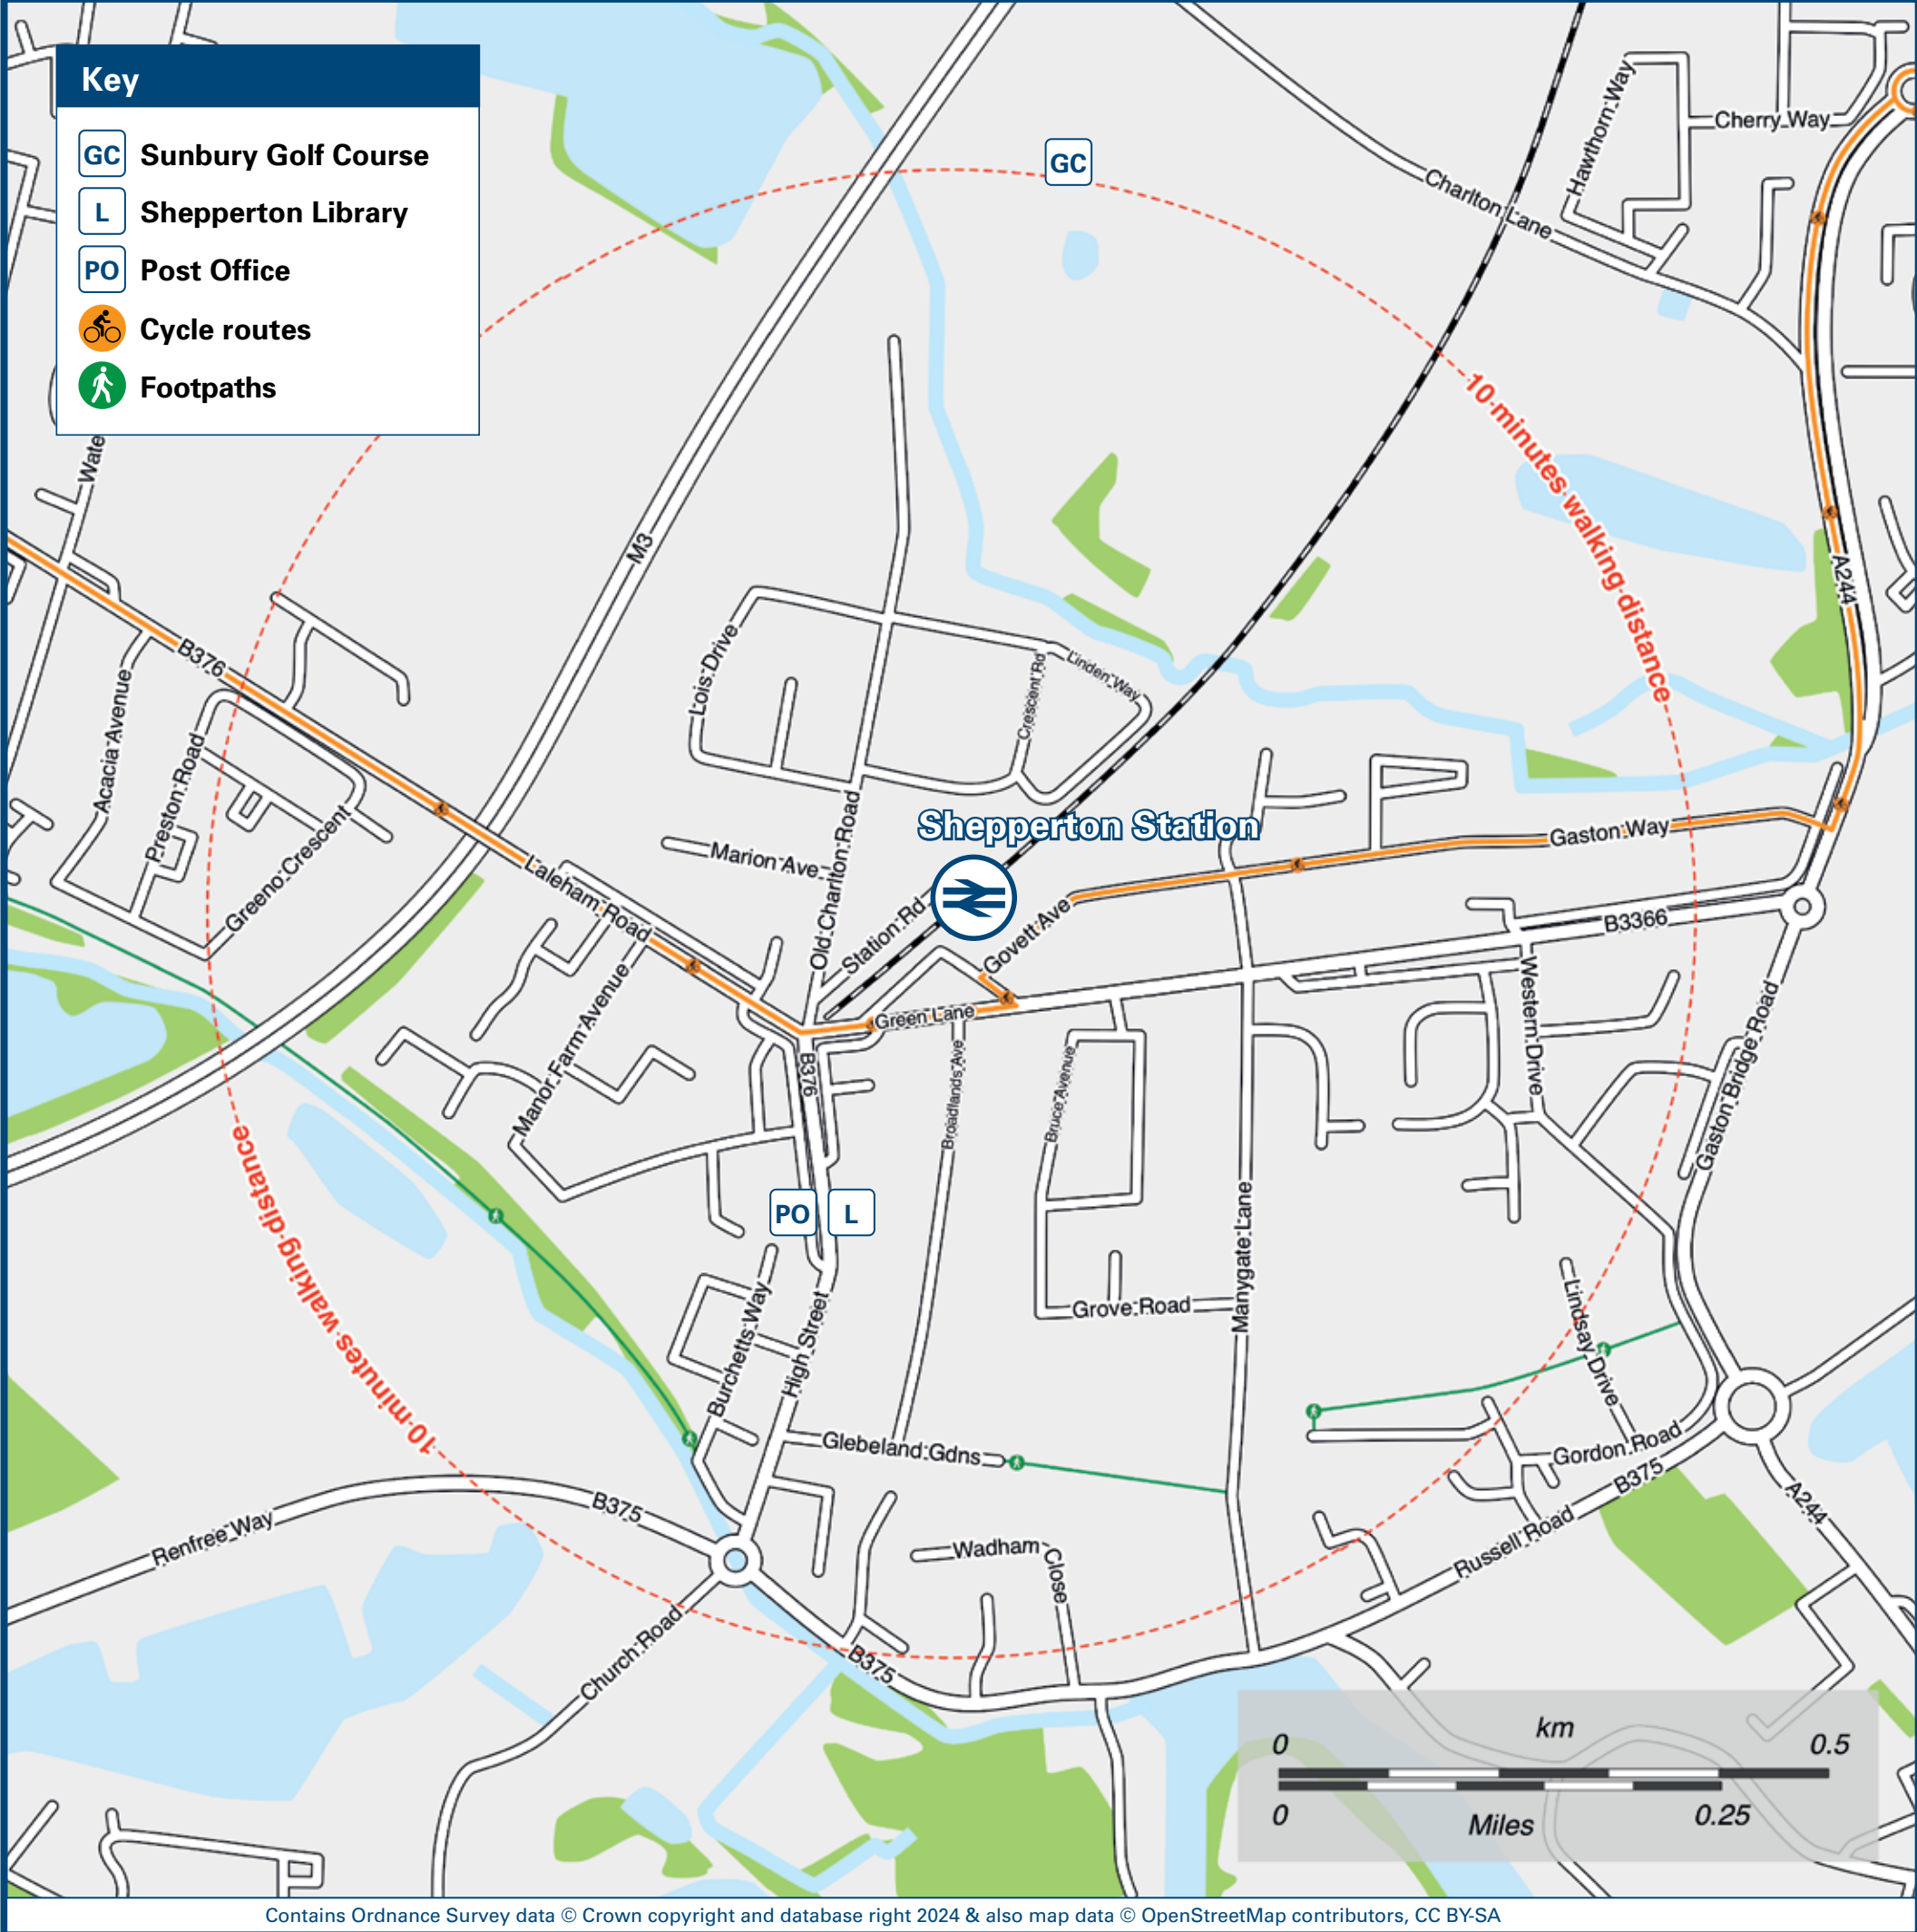 Key
GC Sunbury Golf Course
L Shepperton Library
PO Post Office
Cycle routes
Footpaths
GC
Hawthorn Way
Cherry Way
Charlton Lane
10 minutes walking distance
Wate
M3
A244
B376
Lois Drive
Linden Way
Crescent Rd
Acacia Avenue
Preston Road
Greeno Crescent
Old Charlton Road
Marion Ave
Shepperton Station
Gaston Way
Laleham Road
Station Rd
Govett Ave
B3366
Green Lane
Western Drive
Manor Farm Avenue
B376
Broadlands Ave
Bruce Avenue
Gaston Bridge Road
10 minutes walking distance
PO
L
Manygate Lane
Grove Road
Burchetts Way
High Street
Lindsay Drive
Glebeland Gdns
Gordon Road
B375
A244
Renfree Way
B375
Wadham Close
Russell Road
Church Road
B375
km
0 0.5
0 0.25
Miles
Contains Ordnance Survey data © Crown copyright and database right 2024 & also map data © OpenStreetMap contributors, CC BY-SA